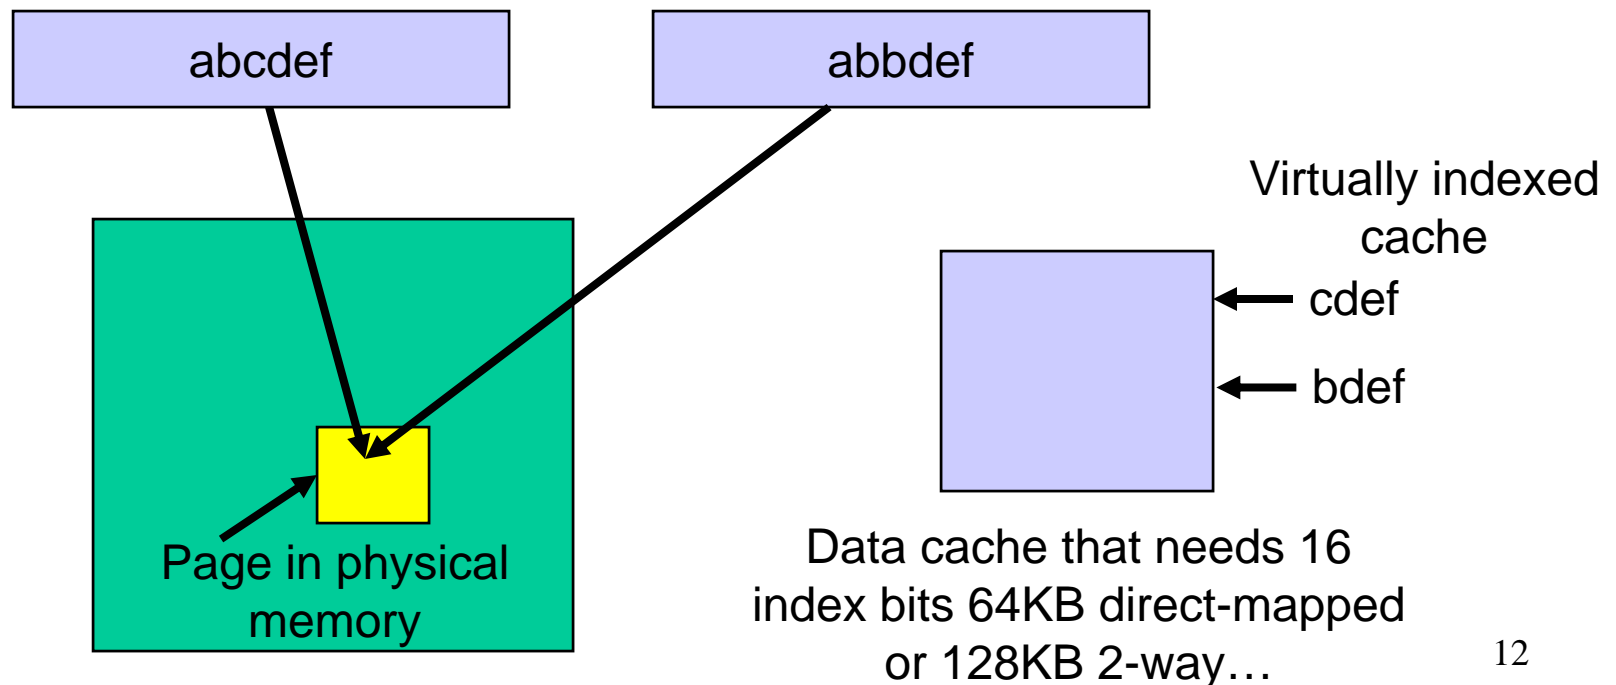 abcdef
abbdef
Virtually indexed
cache
cdef
bdef
Page in physical
memory
Data cache that needs 16
index bits 64KB direct-mapped
or 128KB 2-way…
12